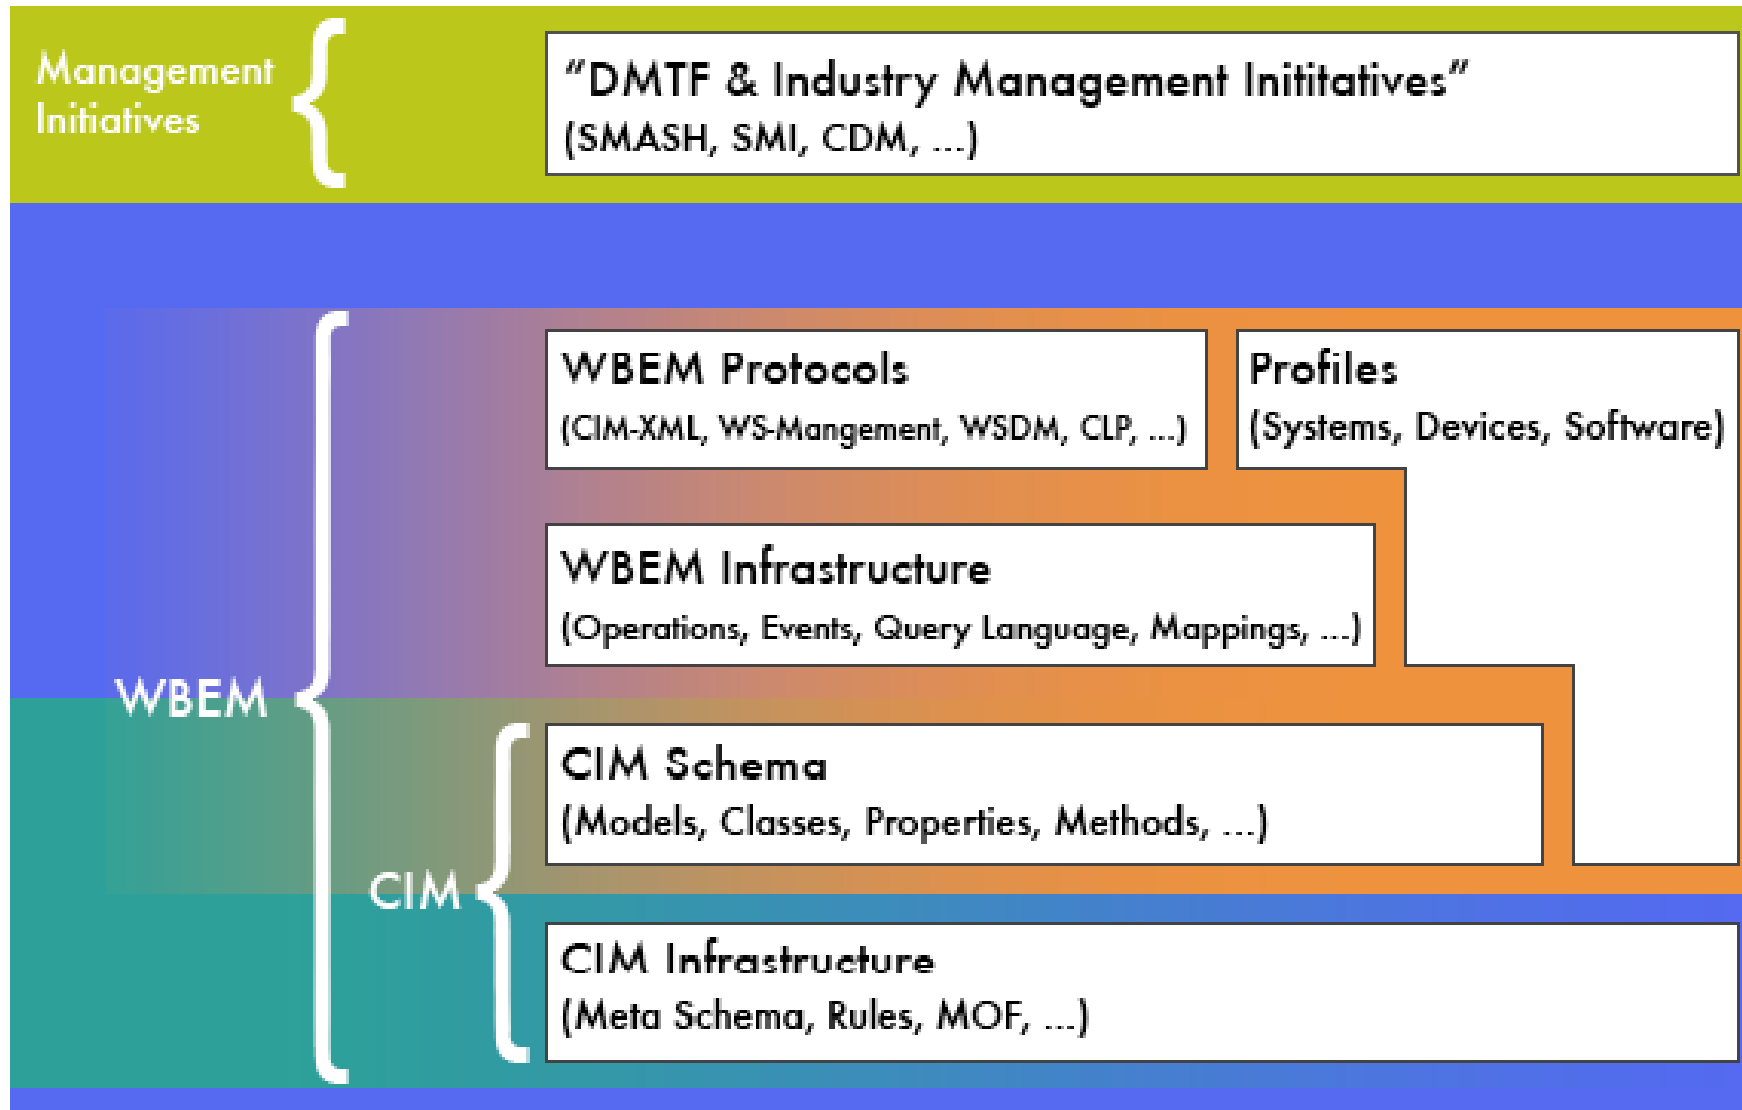 Management
Initiatives
“DMTF & Industry Management Inititatives”
(SMASH, SMI, CDM, ...)
WBEM Protocols
(CIM-XML, WS-Mangement, WSDM, CLP, ...)
Profiles
(Systems, Devices, Software)
WBEM Infrastructure
(Operations, Events, Query Language, Mappings, ...)
WBEM
CIM Schema
(Models, Classes, Properties, Methods, ...)
CIM
CIM Infrastructure
(Meta Schema, Rules, MOF, ...)